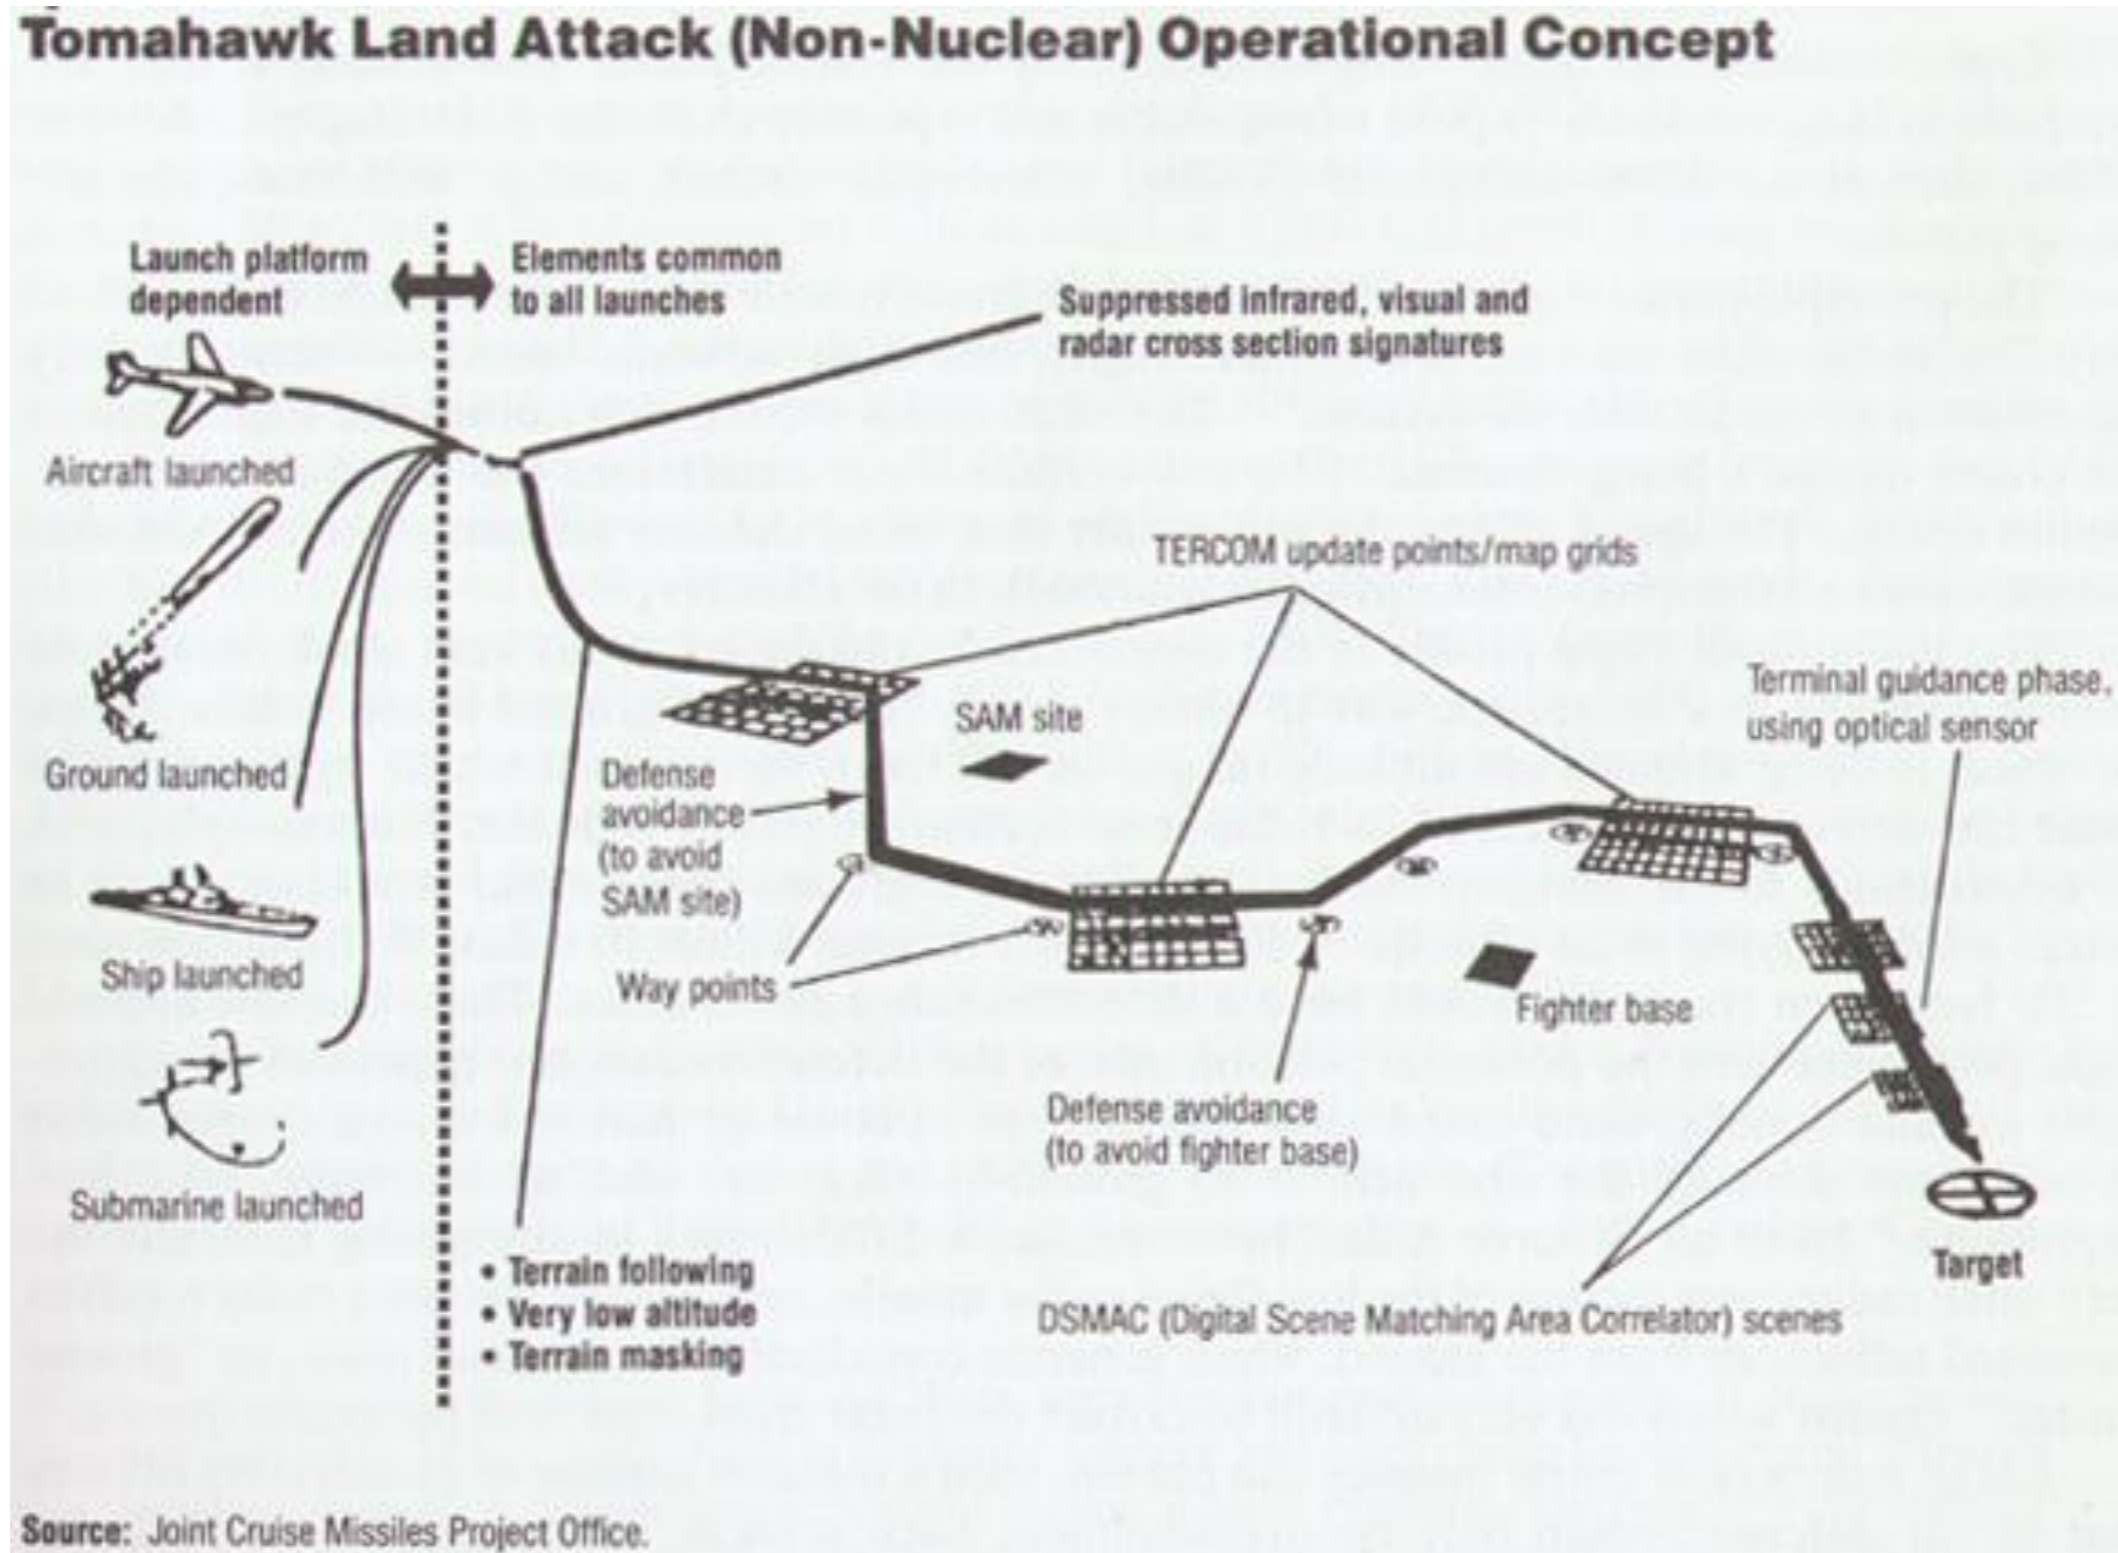 Tomahawk Land Attack (Non-Nuclear) Operational Concept
Launch platform
dependent
Elements common
to all launches
Suppressed infrared, visual and
radar cross section signatures
Aircraft launched
TERCOM update points/map grids
Terminal guidance phase,
using optical sensor
SAM site
Ground launched
Defense
avoidance
(to avoid
SAM site)
Ship launched
Way points
Fighter base
Defense avoidance
(to avoid fighter base)
Submarine launched
• Terrain following
• Very low altitude
• Terrain masking
Target
DSMAC (Digital Scene Matching Area Correlator) scenes
Source: Joint Cruise Missiles Project Office.